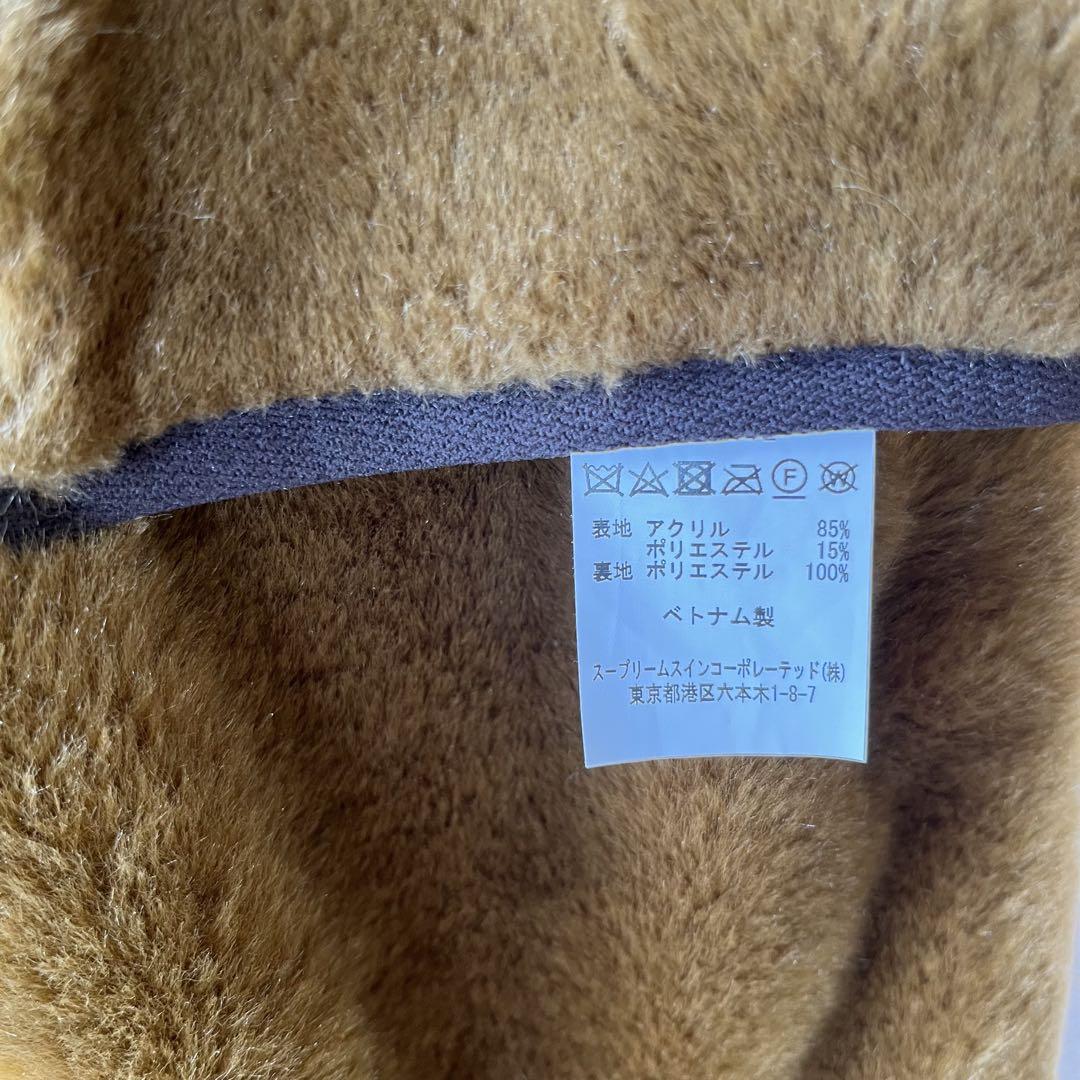 表地 アクリル 85%
ポリエステル 15%
裏地 ポリエステル 100%
ベトナム製
スープリームスインコーポレーテッド(株)
東京都港区六本木1-8-7